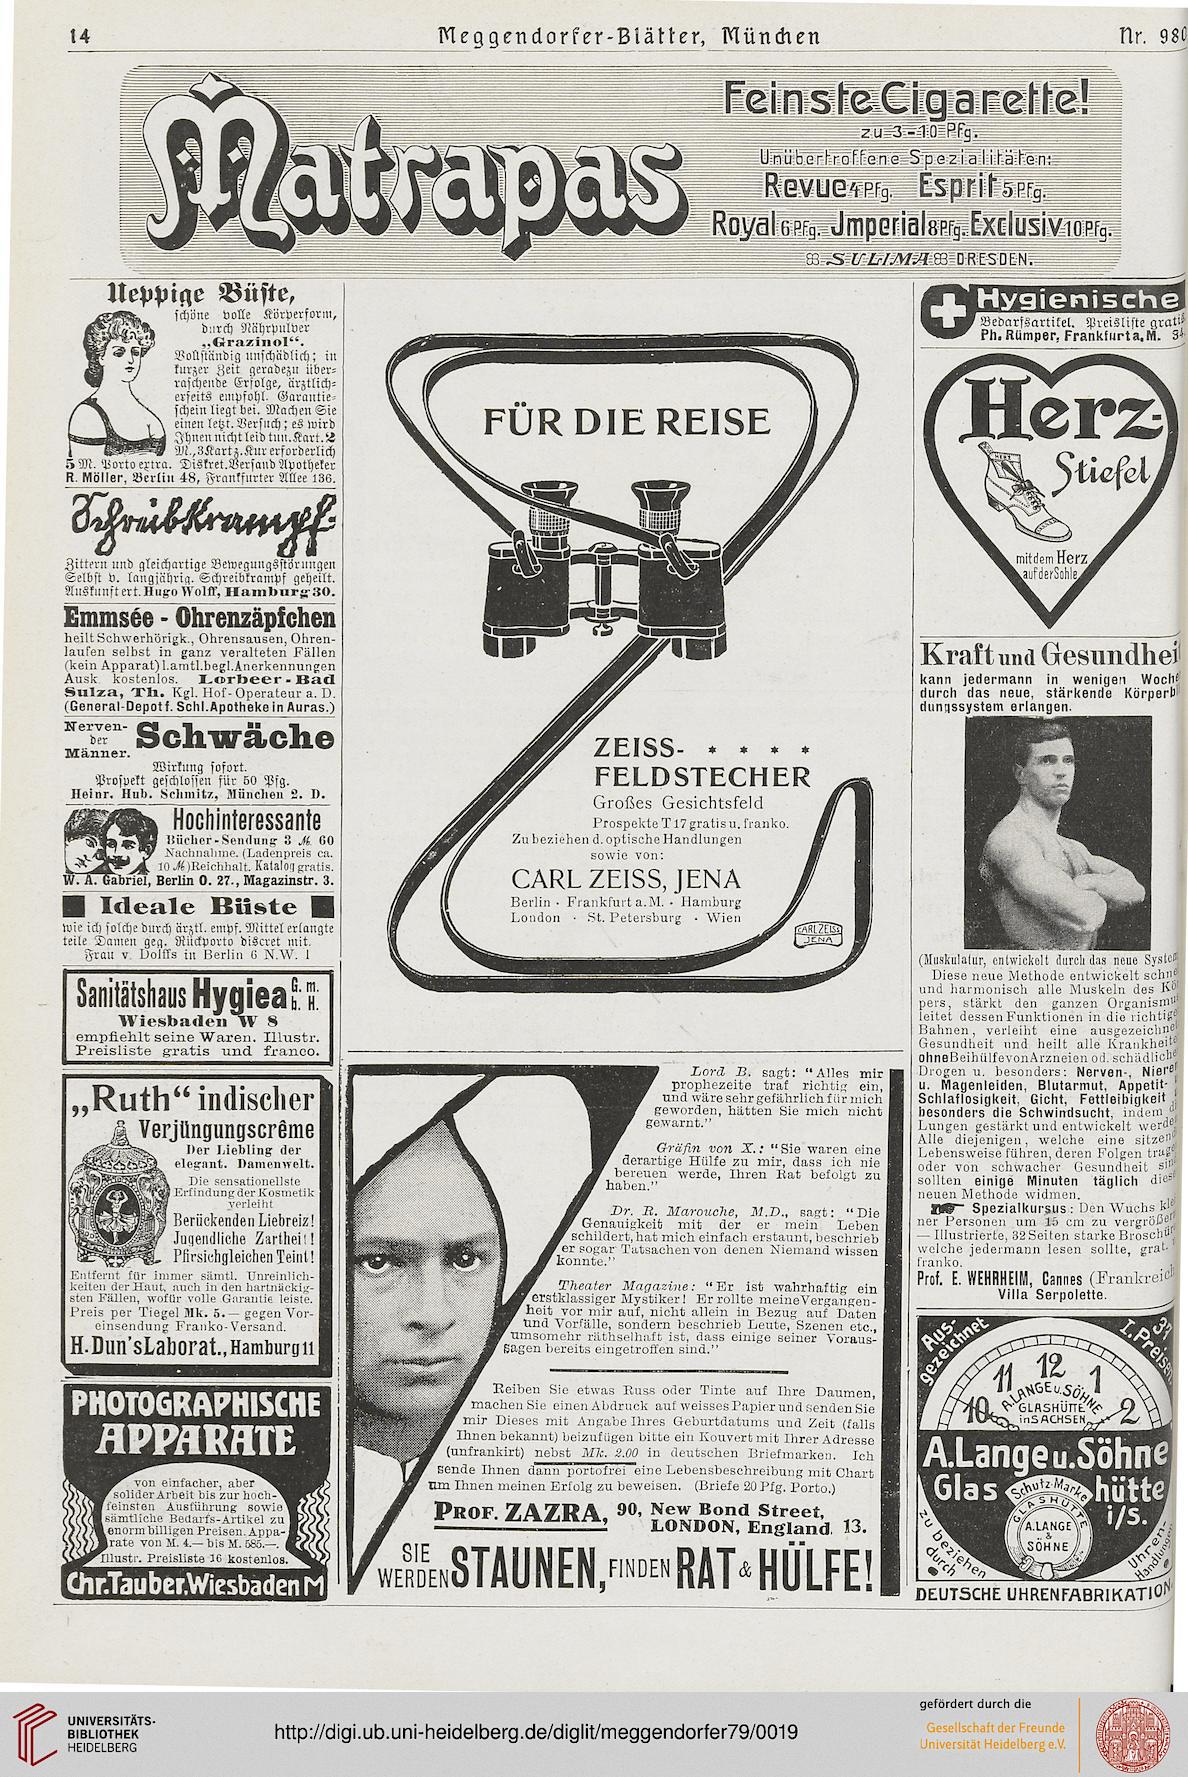 14
Meggendorfer-Blätter, München
Nr. 980
Matrapas
Feinste Cigarette!
zu 3-10 Pfg.
Unübertroffene Spezialitäten:
Revue 4 Pfg. Esprit 5 Pfg.
Royal 6 Pfg. Imperial 8 Pfg. Exclusiv 10 Pfg.
SULIMA DRESDEN.
Ueppige Büste,
schöne volle Körperform,
durch Nährpulver
„Grazinol“.
Vollständig unschädlich; in
kurzer Zeit geradezu über-
raschende Erfolge, ärztlich-
erseits empfohl. Garantie-
schein liegt bei. Machen Sie
einen letzt. Versuch; es wird
Ihnen nicht leid tun. Kart. 2
M., 3 Kart. z. Kur erforderlich
5 M. Porto extra. Diskret. Versand Apotheker
R. Möller, Berlin 48, Frankfurter Allee 136.
Schreibkrampf-
Zittern und gleichartige Bewegungsstörungen
Selbst b. langjährig. Schreibkrampf geheilt.
Auskunft ert. Hugo Wolff, Hamburg 30.
Emmsée - Ohrenzäpfchen
heilt Schwerhörigk., Ohrensausen, Ohren-
laufen selbst in ganz veralteten Fällen
(kein Apparat) l. amtl. begl. Anerkennungen
Ausk. kostenlos. Lorbeer-Bad
Sulza, Th. Kgl. Hof-Operateur a. D.
(General-Depot f. Schl. Apotheke in Auras.)
Nerven-
der
Männer.
Schwäche
Wirkung sofort.
Prospekt geschlossen für 50 Pfg.
Heinr. Hub. Schmitz, München 2. D.
Hochinteressante
Bücher-Sendung 3 M. 60
Nachnahme. (Ladenpreis ca.
10 M) Reichhalt. Katalog gratis.
W. A. Gabriel, Berlin O. 27., Magazinstr. 3.
Ideale Büste
wie ich solche durch ärztl. empf. Mittel erlangte
teile Damen geg. Rückporto discret mit.
Frau v. Dolffs in Berlin 6 N.W. 1
Sanitätshaus Hygiea G. m.
b. H.
Wiesbaden W 8
empfiehlt seine Waren. Illustr.
Preisliste gratis und franco.
„Ruth“ indischer
Verjüngungscrême
Der Liebling der
elegant. Damenwelt.
Die sensationellste
Erfindung der Kosmetik
verleiht
Berückenden Liebreiz!
Jugendliche Zartheit!
Pfirsichgleichen Teint!
Entfernt für immer sämtl. Unreinlich-
keiten der Haut, auch in den hartnäckig-
sten Fällen, wofür volle Garantie leiste.
Preis per Tiegel Mk. 5.— gegen Vor-
einsendung Franko-Versand.
H. Dun's Laborat., Hamburg 11
PHOTOGRAPHISCHE
APPARATE
von einfacher, aber
solider Arbeit bis zur hoch-
feinsten Ausführung sowie
sämtliche Bedarfs-Artikel zu
enorm billigen Preisen. Appa-
rate von M. 4.— bis M. 585.—.
Illustr. Preisliste 16 kostenlos.
Chr. Tauber. Wiesbaden M
FÜR DIE REISE
ZEISS- * * * *
FELDSTECHER
Großes Gesichtsfeld
Prospekte T 17 gratis u. franko.
Zu beziehen d. optische Handlungen
sowie von:
CARL ZEISS, JENA
Berlin · Frankfurt a. M. · Hamburg
London · St. Petersburg · Wien
CARL ZEISS
JENA
Lord B. sagt: "Alles mir
prophezeite traf richtig ein,
und wäre sehr gefährlich für mich
geworden, hätten Sie mich nicht
gewarnt."
Gräfin von X.: "Sie waren eine
derartige Hülfe zu mir, dass ich nie
bereuen werde, Ihren Rat befolgt zu
haben."
Dr. R. Marouche, M.D., sagt: "Die
Genauigkeit mit der er mein Leben
schildert, hat mich einfach erstaunt, beschrieb
er sogar Tatsachen von denen Niemand wissen
konnte."
Theater Magazine: "Er ist wahrhaftig ein
erstklassiger Mystiker! Er rollte meine Vergangen-
heit vor mir auf, nicht allein in Bezug auf Daten
und Vorfälle, sondern beschrieb Leute, Szenen etc.,
umsomehr räthselhaft ist, dass einige seiner Voraus-
sagen bereits eingetroffen sind."
Reiben Sie etwas Russ oder Tinte auf Ihre Daumen,
machen Sie einen Abdruck auf weisses Papier und senden Sie
mir Dieses mit Angabe Ihres Geburtdatums und Zeit (falls
Ihnen bekannt) beizufügen bitte ein Kouvert mit Ihrer Adresse
(unfrankirt) nebst Mk. 2.00 in deutschen Briefmarken. Ich
sende Ihnen dann portofrei eine Lebensbeschreibung mit Chart
um Ihnen meinen Erfolg zu beweisen. (Briefe 20 Pfg. Porto.)
PROF. ZAZRA, 90, New Bond Street,
LONDON, England. 13.
SIE
WERDEN STAUNEN, FINDEN RAT & HÜLFE!
Hygienische
Bedarfsartikel. Preisliste gratis
Ph. Rümper, Frankfurt a. M. 34
Herz-
Stiefel
HERZ
mit dem Herz
auf der Sohle
Kraft und Gesundhei
kann jedermann in wenigen Woche
durch das neue, stärkende Körperbil
dungssystem erlangen.
(Muskulatur, entwickelt durch das neue System
Diese neue Methode entwickelt schnel
und harmonisch alle Muskeln des Kör
pers, stärkt den ganzen Organismus
leitet dessen Funktionen in die richtige
Bahnen, verleiht eine ausgezeichnet
Gesundheit und heilt alle Krankheite
ohne Beihülfe von Arzneien od. schädliche
Drogen u. besonders: Nerven-, Nieren
u. Magenleiden, Blutarmut, Appetit-
Schlaflosigkeit, Gicht, Fettleibigkeit
besonders die Schwindsucht, indem d
Lungen gestärkt und entwickelt werde
Alle diejenigen, welche eine sitzend
Lebensweise führen, deren Folgen trage
oder von schwacher Gesundheit sin
sollten einige Minuten täglich diese
neuen Methode widmen.
Spezialkursus: Den Wuchs klei
ner Personen um 15 cm zu vergrößer
— Illustrierte, 32 Seiten starke Broschür
welche jedermann lesen sollte, grat.
franko.
Prof. E. WEHRHEIM, Cannes (Frankreich
Villa Serpolette.
Aus-
gezeichnet
37
I. Preisen
10 11 12 1 2
A. LANGE u. SÖHNE
GLASHÜTTE
in SACHSEN
A. Lange u. Söhne
Glashütte
i/S.
Schutz-Marke
GLASHÜTTE
A. LANGE
&
SÖHNE
zu beziehen
durch
Uhren-
Handlungen
DEUTSCHE UHRENFABRIKATION.
UNIVERSITÄTS-
BIBLIOTHEK
HEIDELBERG
http://digi.ub.uni-heidelberg.de/diglit/meggendorfer79/0019
gefördert durch die
Gesellschaft der Freunde
Universität Heidelberg e.V.